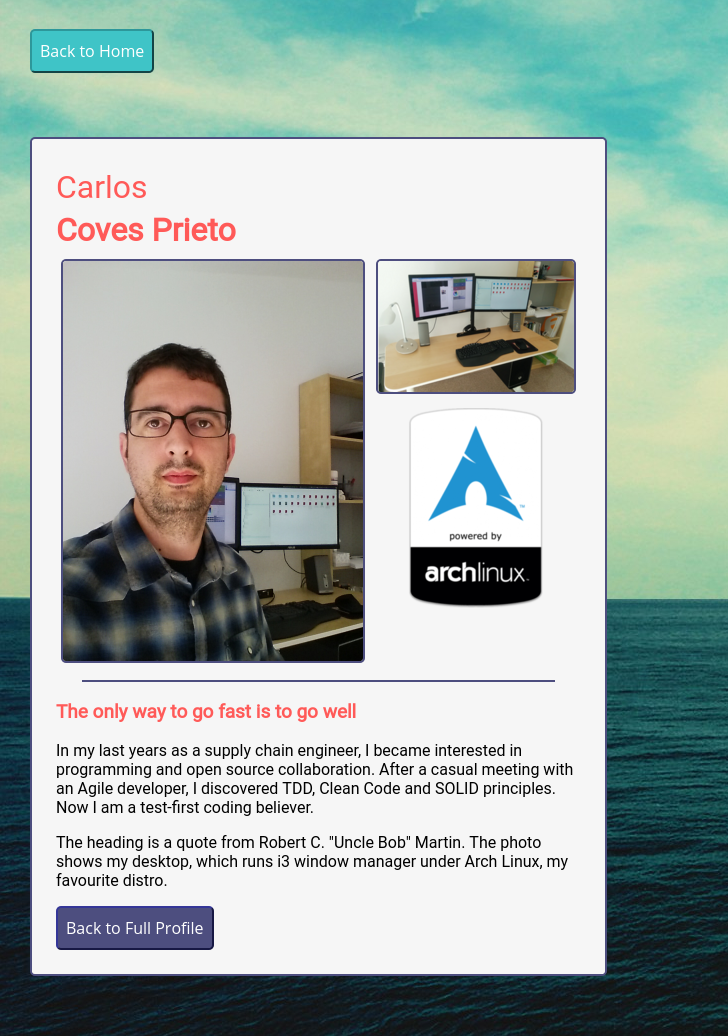 Back to Home
Carlos
Coves Prieto
powered by
archlinux
The only way to go fast is to go well
In my last years as a supply chain engineer, I became interested in
programming and open source collaboration. After a casual meeting with
an Agile developer, I discovered TDD, Clean Code and SOLID principles.
Now I am a test-first coding believer.
The heading is a quote from Robert C. "Uncle Bob" Martin. The photo
shows my desktop, which runs i3 window manager under Arch Linux, my
favourite distro.
Back to Full Profile